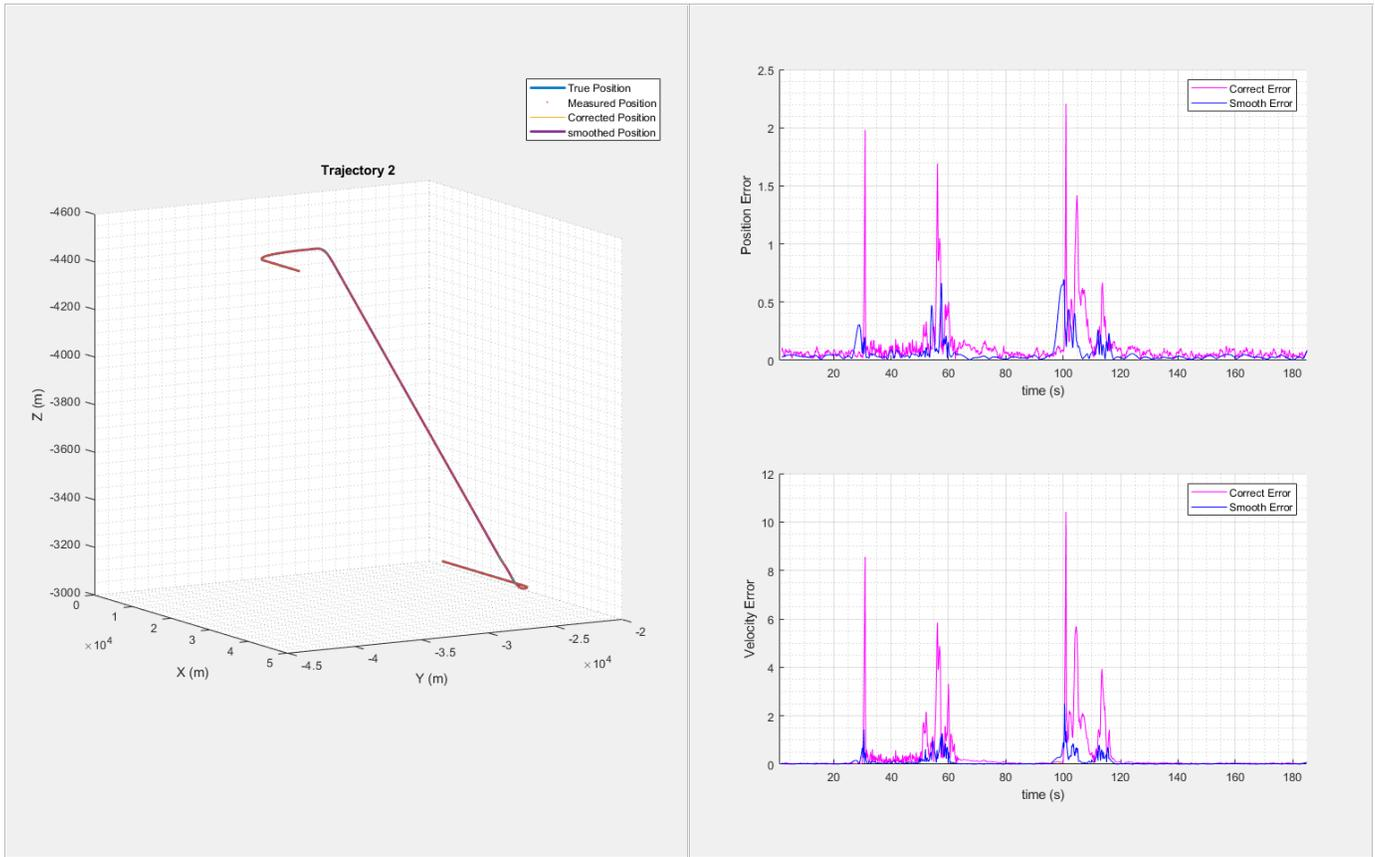 True Position
Measured Position
Corrected Position
smoothed Position
Trajectory 2
-4600
-4400
-4200
-4000
-3800
-3600
-3400
-3200
-3000
Z (m)
0
1
2
3
4
5
×10⁴
X (m)
-4.5
-4
-3.5
-3
-2.5
-2
×10⁴
Y (m)
2.5
2
1.5
1
0.5
0
Position Error
Correct Error
Smooth Error
20 40 60 80 100 120 140 160 180
time (s)
12
10
8
6
4
2
0
Velocity Error
Correct Error
Smooth Error
20 40 60 80 100 120 140 160 180
time (s)